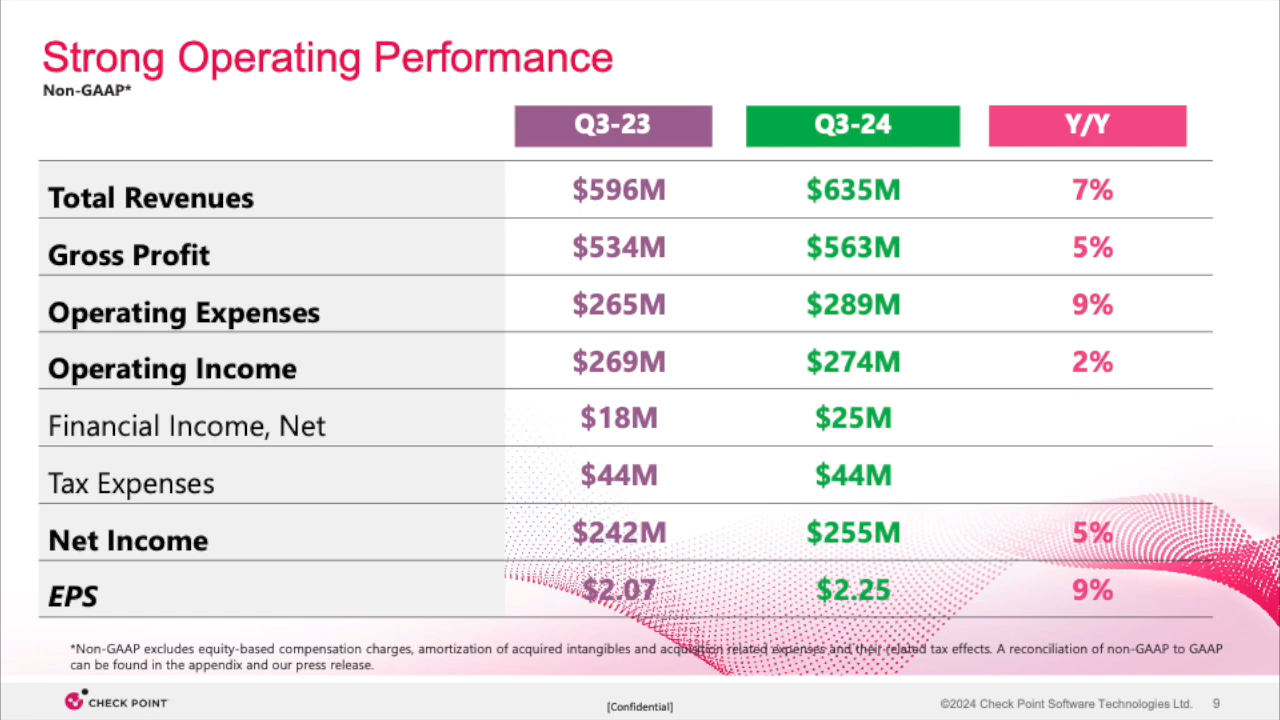 Strong Operating Performance
Non-GAAP*
Q3-23 Q3-24 Y/Y
Total Revenues $596M $635M 7%
Gross Profit $534M $563M 5%
Operating Expenses $265M $289M 9%
Operating Income $269M $274M 2%
Financial Income, Net $18M $25M
Tax Expenses $44M $44M
Net Income $242M $255M 5%
EPS $2.07 $2.25 9%
*Non-GAAP excludes equity-based compensation charges, amortization of acquired intangibles and acquisition related expenses and their related tax effects. A reconciliation of non-GAAP to GAAP
can be found in the appendix and our press release.
CHECK POINT [Confidential] ©2024 Check Point Software Technologies Ltd. 9